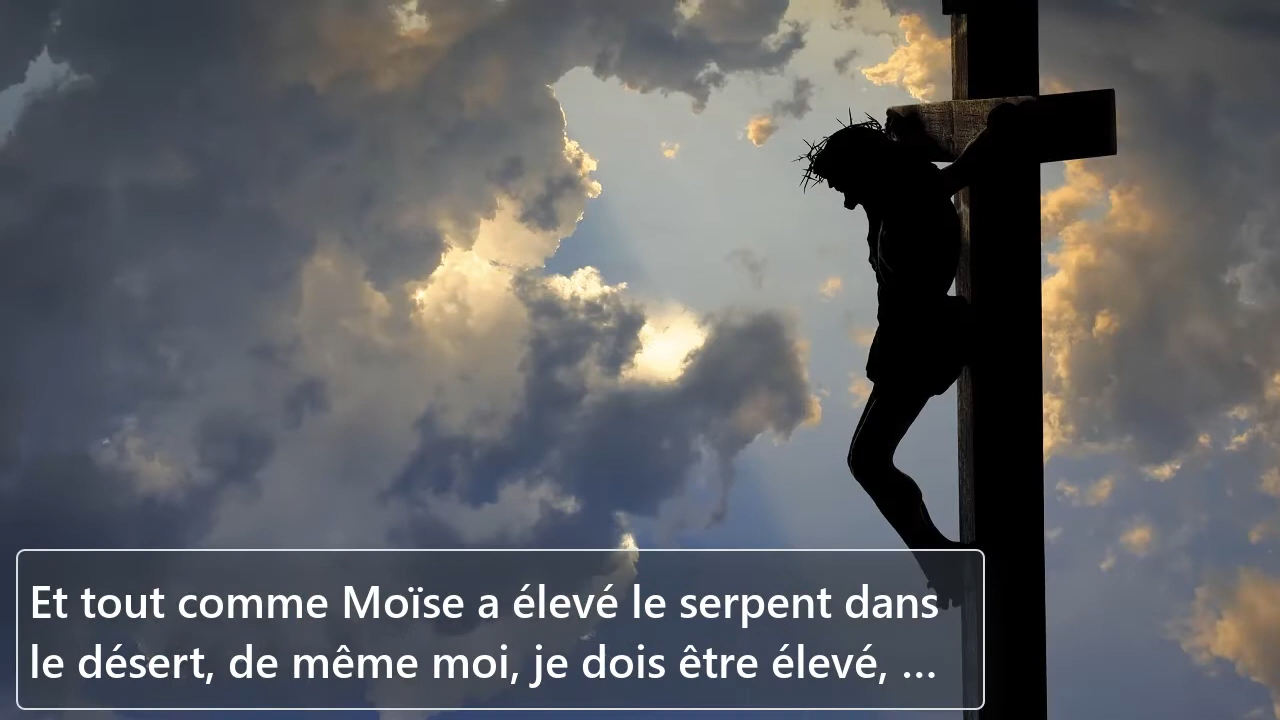 Et tout comme Moïse a élevé le serpent dans
le désert, de même moi, je dois être élevé, ...